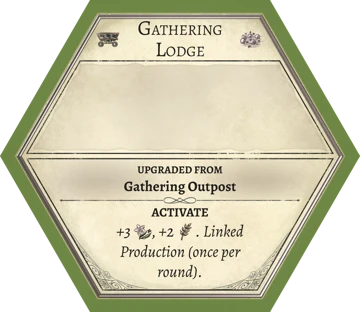 Gathering
Lodge
UPGRADED FROM
Gathering Outpost
ACTIVATE
+3 , +2 . Linked
Production (once per
round).